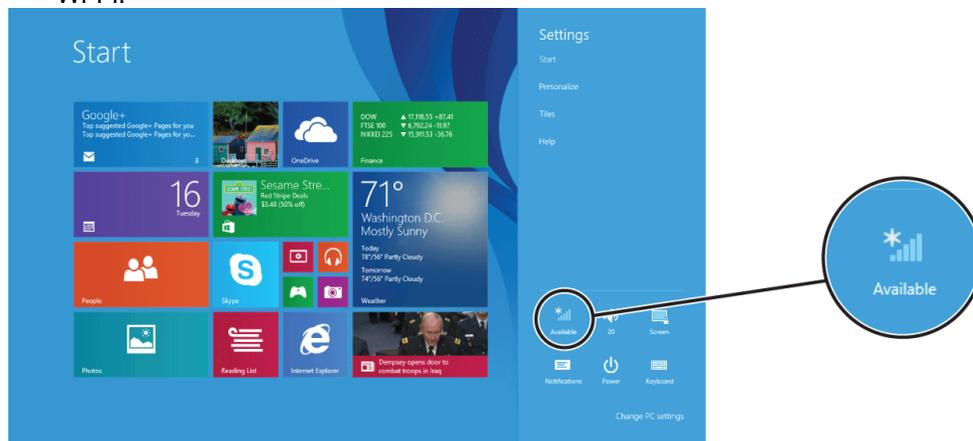 Start
Google+
Top suggested Google+ Pages for you
Top suggested Google+ Pages for yo...
3
Desktop
OneDrive
DOW ▲ 17,118.55 +87.41
FTSE 100 ▼ 6,792.24 -11.97
NIKKEI 225 ▼ 15,911.53 -36.76
Finance
16
Tuesday
SESAME STREET
Sesame Stre...
Red Stripe Deals
$3.49 (50% off)
71°
Washington D.C.
Mostly Sunny
Today
78°/56° Partly Cloudy
Tomorrow
74°/56° Partly Cloudy
Weather
People
Skype
Photos
Reading List
Internet Explorer
Dempsey opens door to
combat troops in Iraq
Settings
Start
Personalize
Tiles
Help
Available
20
Screen
Notifications
Power
Keyboard
Change PC settings
Available